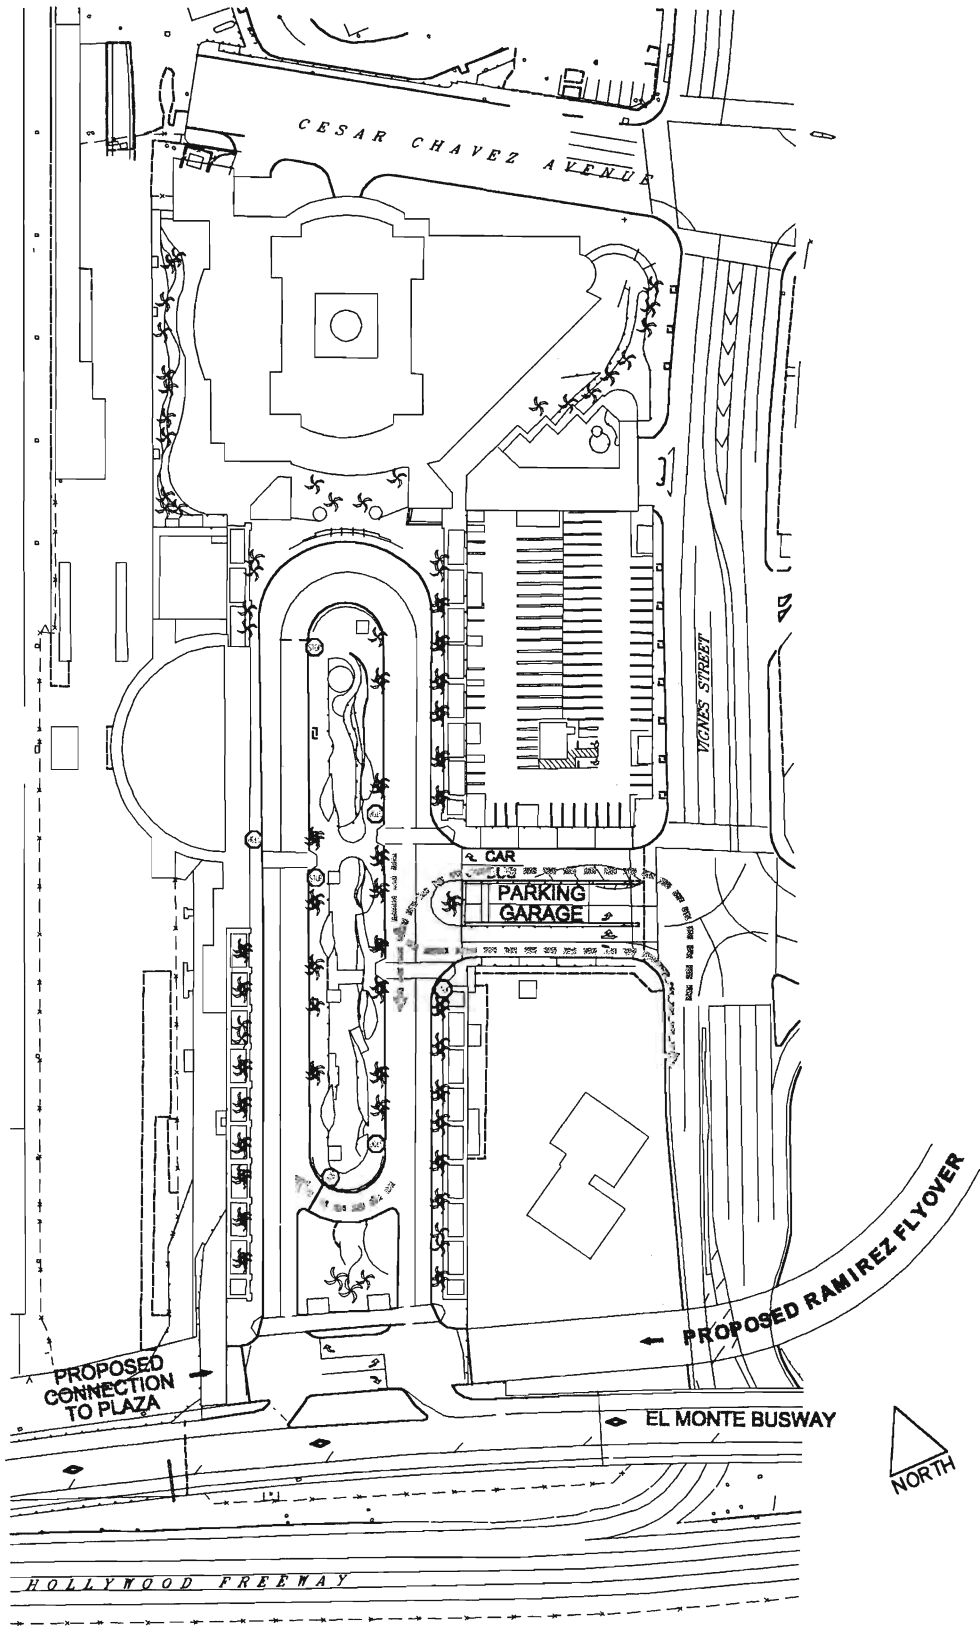 CESAR CHAVEZ AVENUE
VIGNES STREET
CAR
BUS
PARKING
GARAGE
PROPOSED RAMIREZ FLYOVER
PROPOSED
CONNECTION
TO PLAZA
EL MONTE BUSWAY
NORTH
HOLLYWOOD FREEWAY